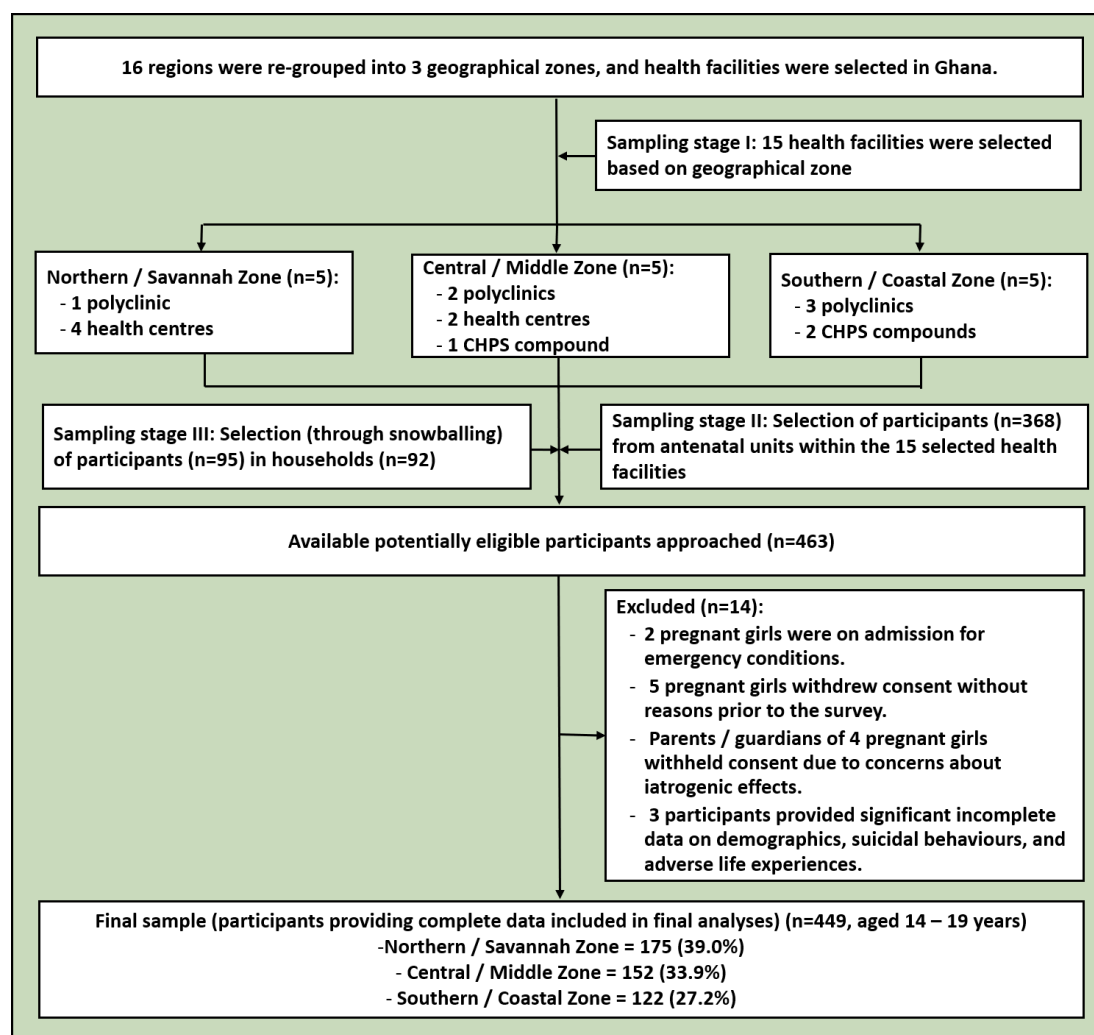 16 regions were re-grouped into 3 geographical zones, and health facilities were selected in Ghana.
Sampling stage I: 15 health facilities were selected
based on geographical zone
Northern / Savannah Zone (n=5):
- 1 polyclinic
- 4 health centres
Central / Middle Zone (n=5):
- 2 polyclinics
- 2 health centres
- 1 CHPS compound
Southern / Coastal Zone (n=5):
- 3 polyclinics
- 2 CHPS compounds
Sampling stage III: Selection (through snowballing)
of participants (n=95) in households (n=92)
Sampling stage II: Selection of participants (n=368)
from antenatal units within the 15 selected health
facilities
Available potentially eligible participants approached (n=463)
Excluded (n=14):
- 2 pregnant girls were on admission for
emergency conditions.
- 5 pregnant girls withdrew consent without
reasons prior to the survey.
- Parents / guardians of 4 pregnant girls
withheld consent due to concerns about
iatrogenic effects.
- 3 participants provided significant incomplete
data on demographics, suicidal behaviours, and
adverse life experiences.
Final sample (participants providing complete data included in final analyses) (n=449, aged 14 – 19 years)
-Northern / Savannah Zone = 175 (39.0%)
- Central / Middle Zone = 152 (33.9%)
- Southern / Coastal Zone = 122 (27.2%)